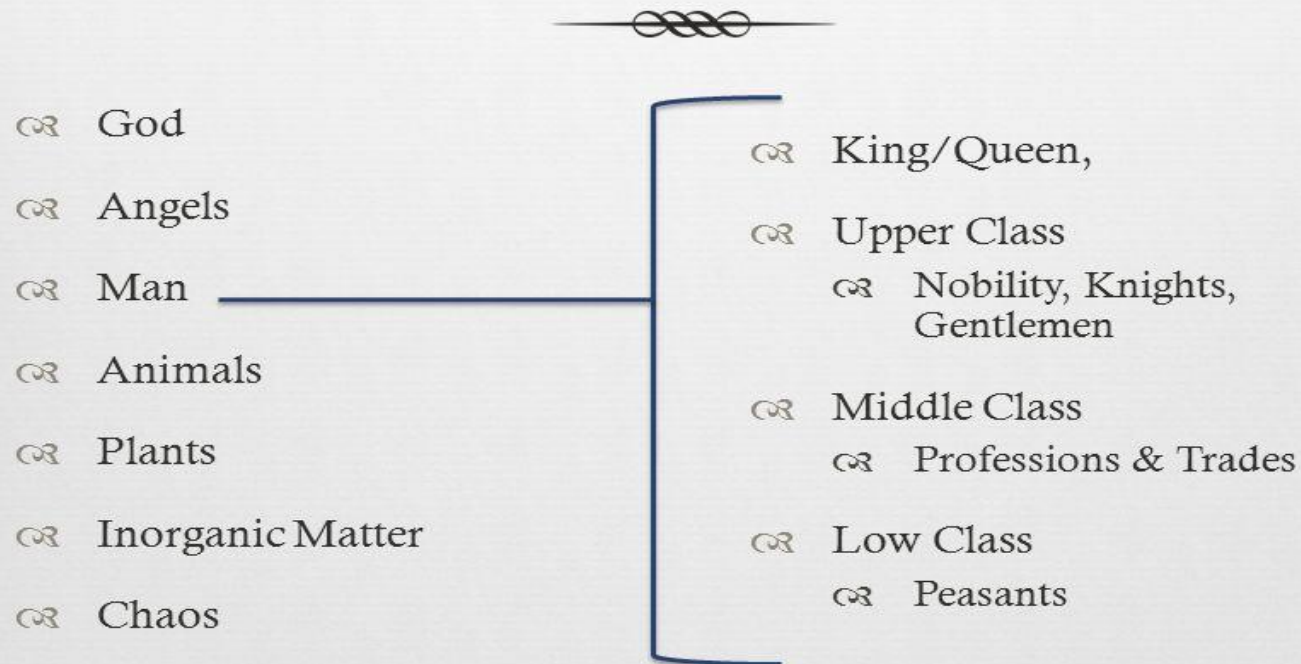 God
Angels
Man
Animals
Plants
Inorganic Matter
Chaos
King/Queen,
Upper Class
Nobility, Knights,
Gentlemen
Middle Class
Professions & Trades
Low Class
Peasants